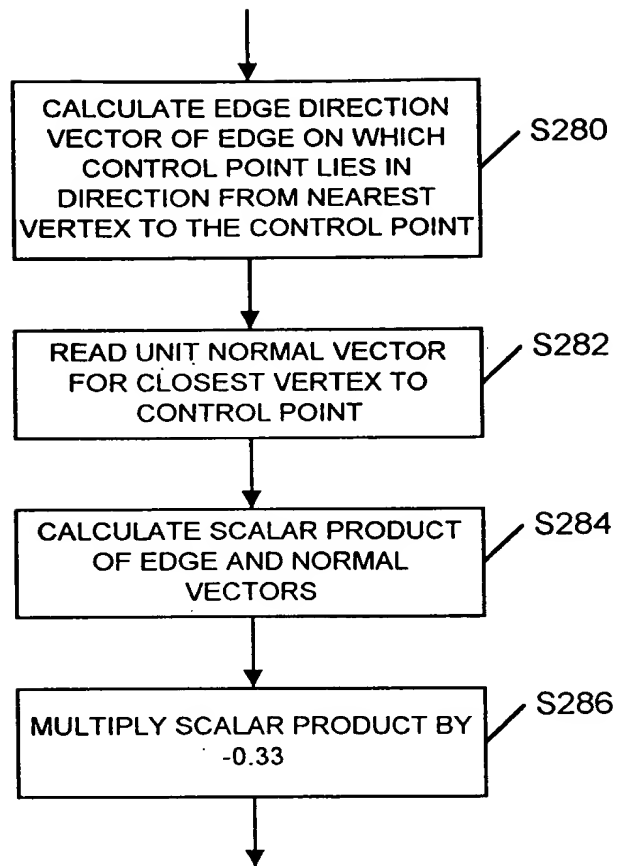 CALCULATE EDGE DIRECTION
VECTOR OF EDGE ON WHICH
CONTROL POINT LIES IN
DIRECTION FROM NEAREST
VERTEX TO THE CONTROL POINT
S280
READ UNIT NORMAL VECTOR
FOR CLOSEST VERTEX TO
CONTROL POINT
S282
CALCULATE SCALAR PRODUCT
OF EDGE AND NORMAL
VECTORS
S284
MULTIPLY SCALAR PRODUCT BY
-0.33
S286